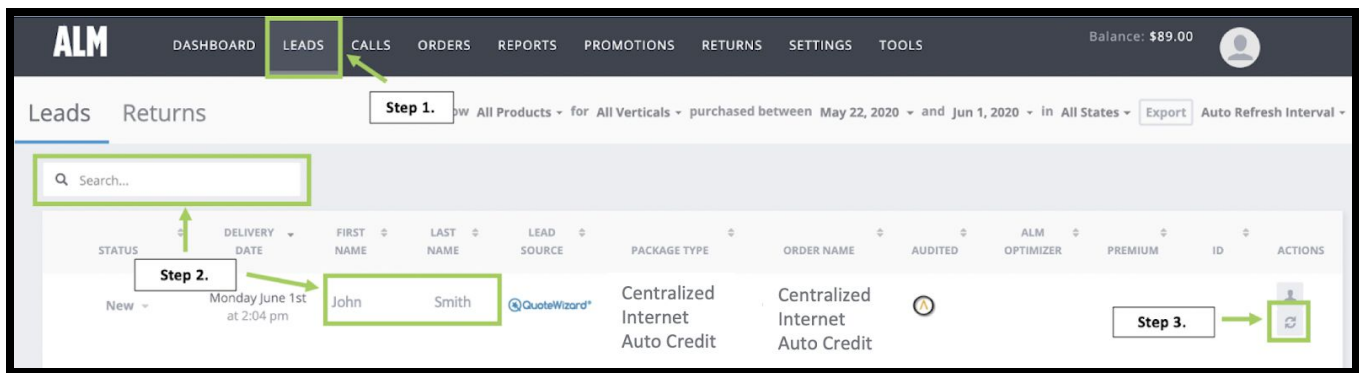 ALM DASHBOARD LEADS CALLS ORDERS REPORTS PROMOTIONS RETURNS SETTINGS TOOLS Balance: $89.00
Leads Returns Step 1. ow All Products for All Verticals purchased between May 22, 2020 and Jun 1, 2020 in All States Export Auto Refresh Interval
Search...
STATUS DELIVERY DATE FIRST NAME LAST NAME LEAD SOURCE PACKAGE TYPE ORDER NAME AUDITED ALM OPTIMIZER PREMIUM ID ACTIONS
Step 2.
New Monday June 1st at 2:04 pm John Smith QuoteWizard Centralized Internet Auto Credit Centralized Internet Auto Credit Step 3.